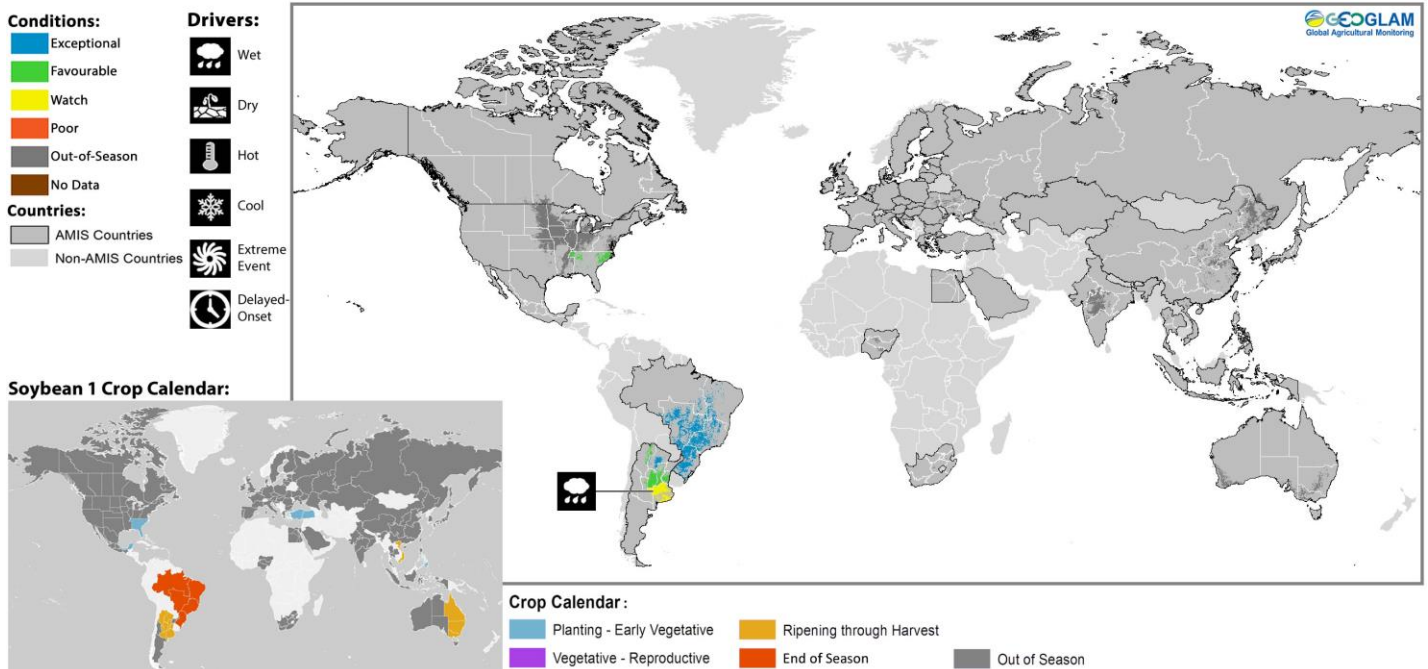 Conditions:
Exceptional
Favourable
Watch
Poor
Out-of-Season
No Data
Countries:
AMIS Countries
Non-AMIS Countries
Drivers:
Wet
Dry
Hot
Cool
Extreme
Event
Delayed-
Onset
GEOGLAM
Global Agricultural Monitoring
Soybean 1 Crop Calendar:
Crop Calendar :
Planting - Early Vegetative
Ripening through Harvest
Vegetative - Reproductive
End of Season
Out of Season